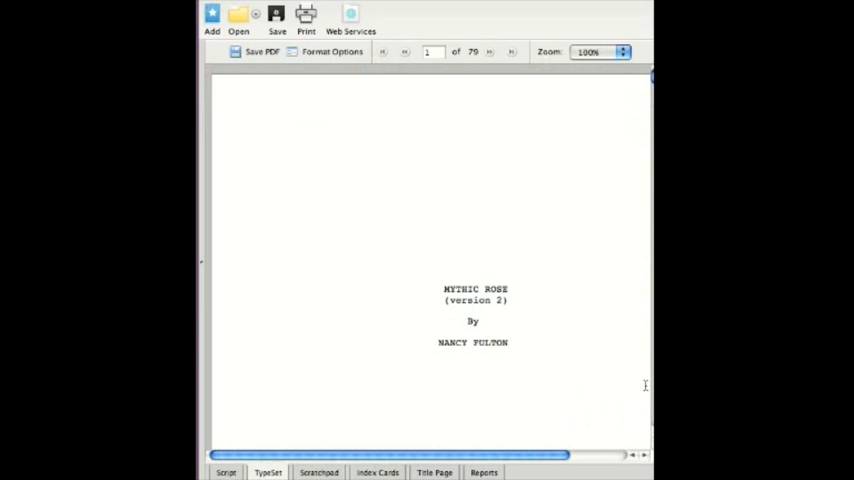 Add Open Save Print Web Services
Save PDF Format Options 1 of 79 Zoom: 100%
MYTHIC ROSE
(version 2)
By
NANCY FULTON
Script TypeSet Scratchpad Index Cards Title Page Reports